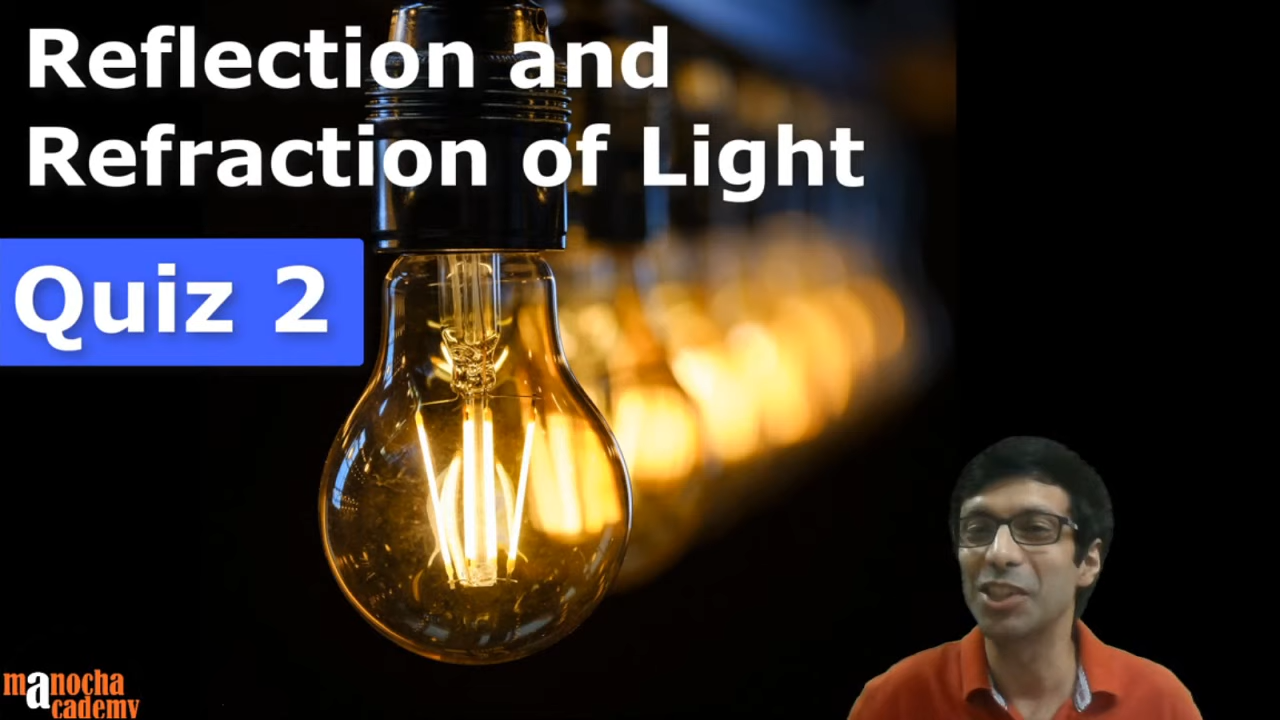 Reflection and
Refraction of Light
Quiz 2
manocha
academy